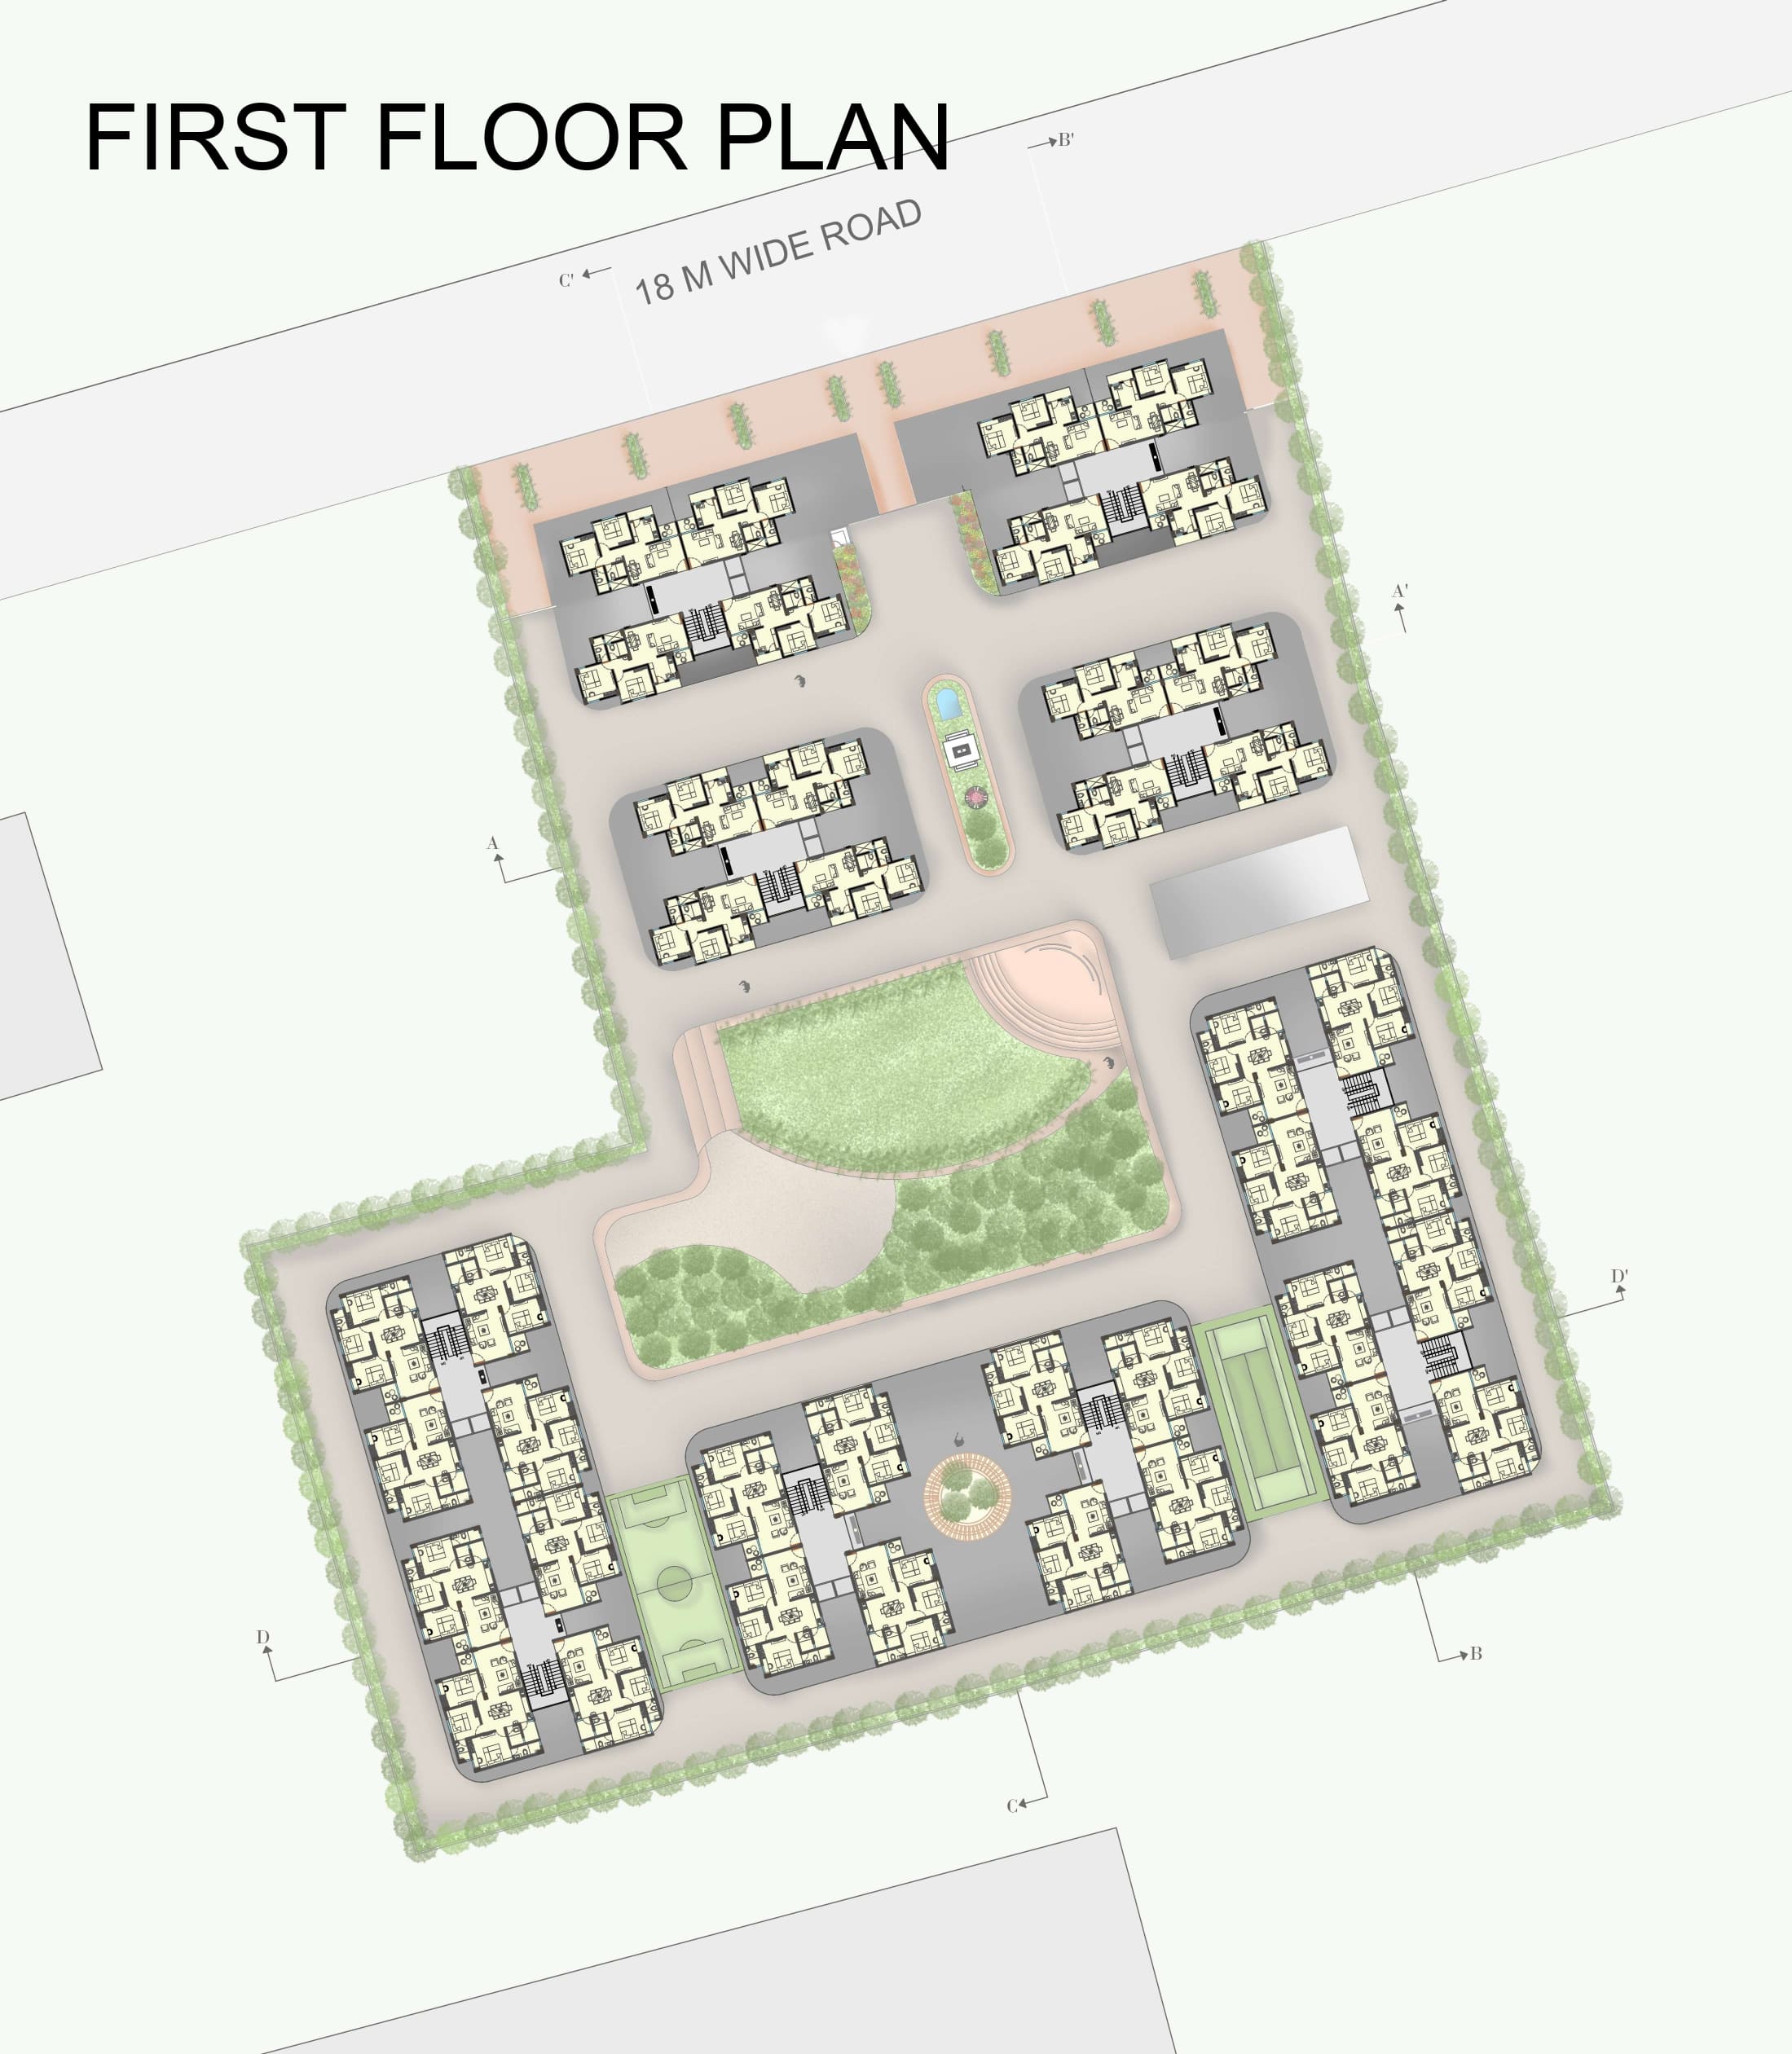 FIRST FLOOR PLAN
B'
18 M WIDE ROAD
C'
A'
A
D'
D
B
C